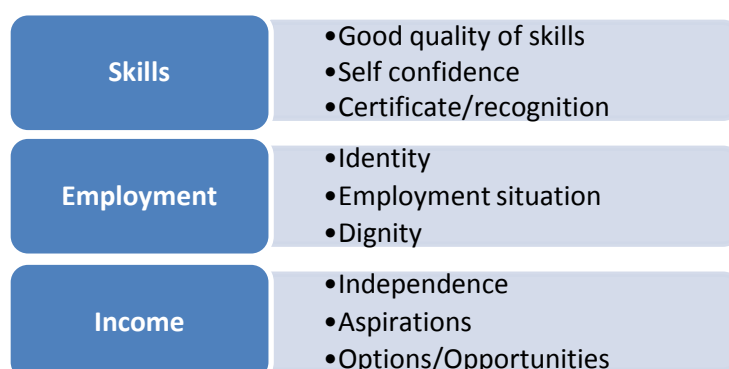 Skills
•Good quality of skills
•Self confidence
•Certificate/recognition
Employment
•Identity
•Employment situation
•Dignity
Income
•Independence
•Aspirations
•Options/Opportunities